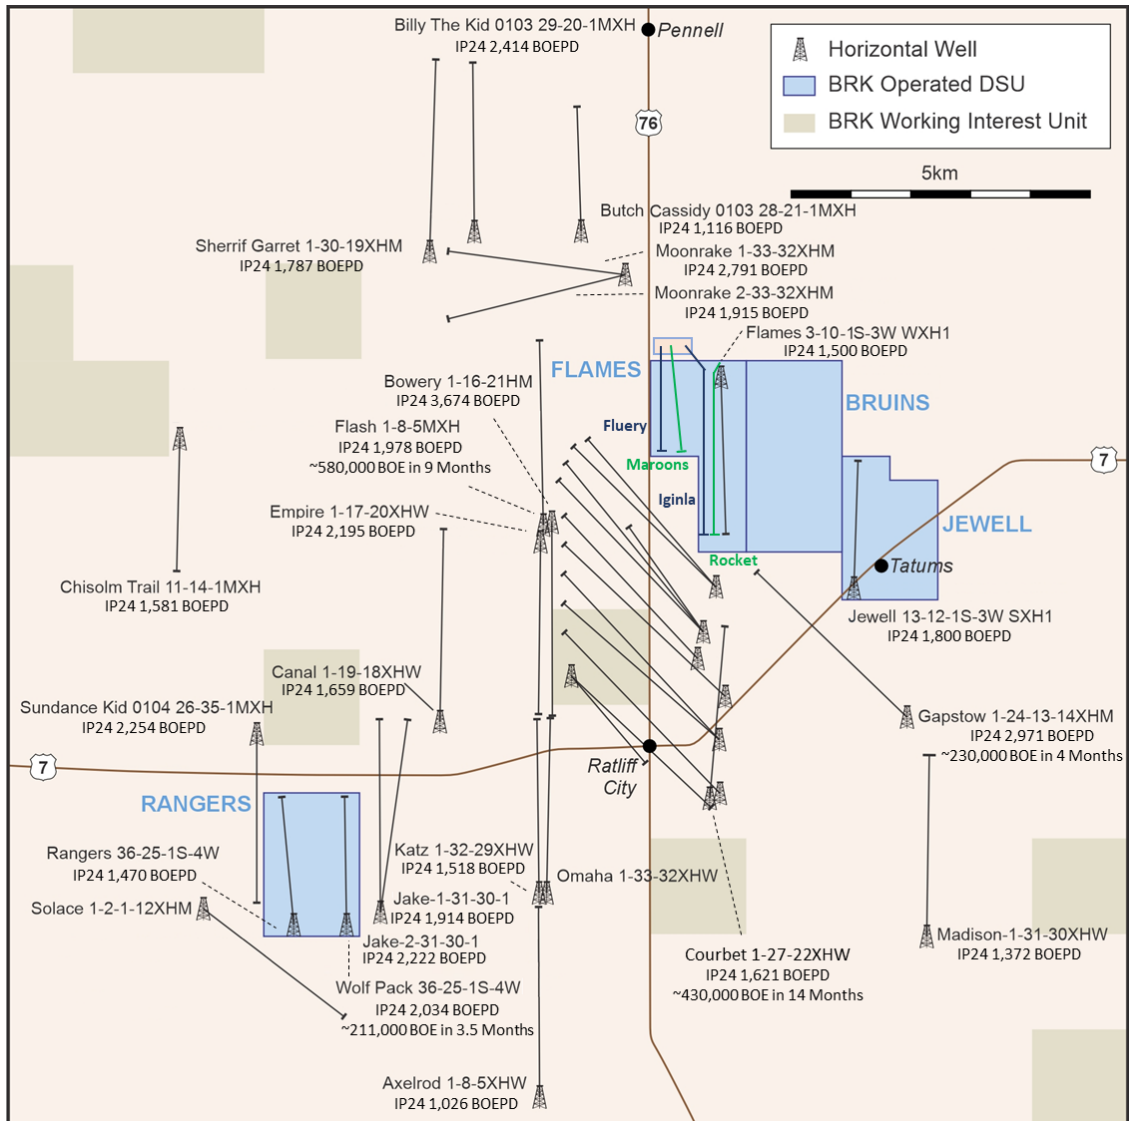 Billy The Kid 0103 29-20-1MXH
IP24 2,414 BOEPD
Pennell
Horizontal Well
BRK Operated DSU
BRK Working Interest Unit
76
5km
Butch Cassidy 0103 28-21-1MXH
IP24 1,116 BOEPD
Sherrif Garret 1-30-19XHM
IP24 1,787 BOEPD
Moonrake 1-33-32XHM
IP24 2,791 BOEPD
Moonrake 2-33-32XHM
IP24 1,915 BOEPD
Flames 3-10-1S-3W WXH1
IP24 1,500 BOEPD
FLAMES
Bowery 1-16-21HM
IP24 3,674 BOEPD
BRUINS
Flash 1-8-5MXH
IP24 1,978 BOEPD
~580,000 BOE in 9 Months
Fluery
Maroons
7
Iginla
Empire 1-17-20XHW
IP24 2,195 BOEPD
JEWELL
Rocket
Tatums
Chisolm Trail 11-14-1MXH
IP24 1,581 BOEPD
Jewell 13-12-1S-3W SXH1
IP24 1,800 BOEPD
Canal 1-19-18XHW
IP24 1,659 BOEPD
Sundance Kid 0104 26-35-1MXH
IP24 2,254 BOEPD
Gapstow 1-24-13-14XHM
IP24 2,971 BOEPD
~230,000 BOE in 4 Months
7
Ratliff
City
RANGERS
Rangers 36-25-1S-4W
IP24 1,470 BOEPD
Katz 1-32-29XHW
IP24 1,518 BOEPD
Omaha 1-33-32XHW
Solace 1-2-1-12XHM
Jake-1-31-30-1
IP24 1,914 BOEPD
Jake-2-31-30-1
IP24 2,222 BOEPD
Madison-1-31-30XHW
IP24 1,372 BOEPD
Courbet 1-27-22XHW
IP24 1,621 BOEPD
~430,000 BOE in 14 Months
Wolf Pack 36-25-1S-4W
IP24 2,034 BOEPD
~211,000 BOE in 3.5 Months
Axelrod 1-8-5XHW
IP24 1,026 BOEPD